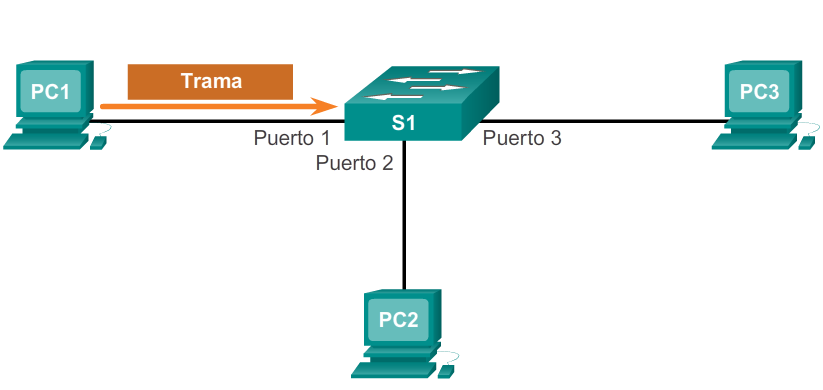 Trama
PC1
PC3
S1
Puerto 1
Puerto 3
Puerto 2
PC2